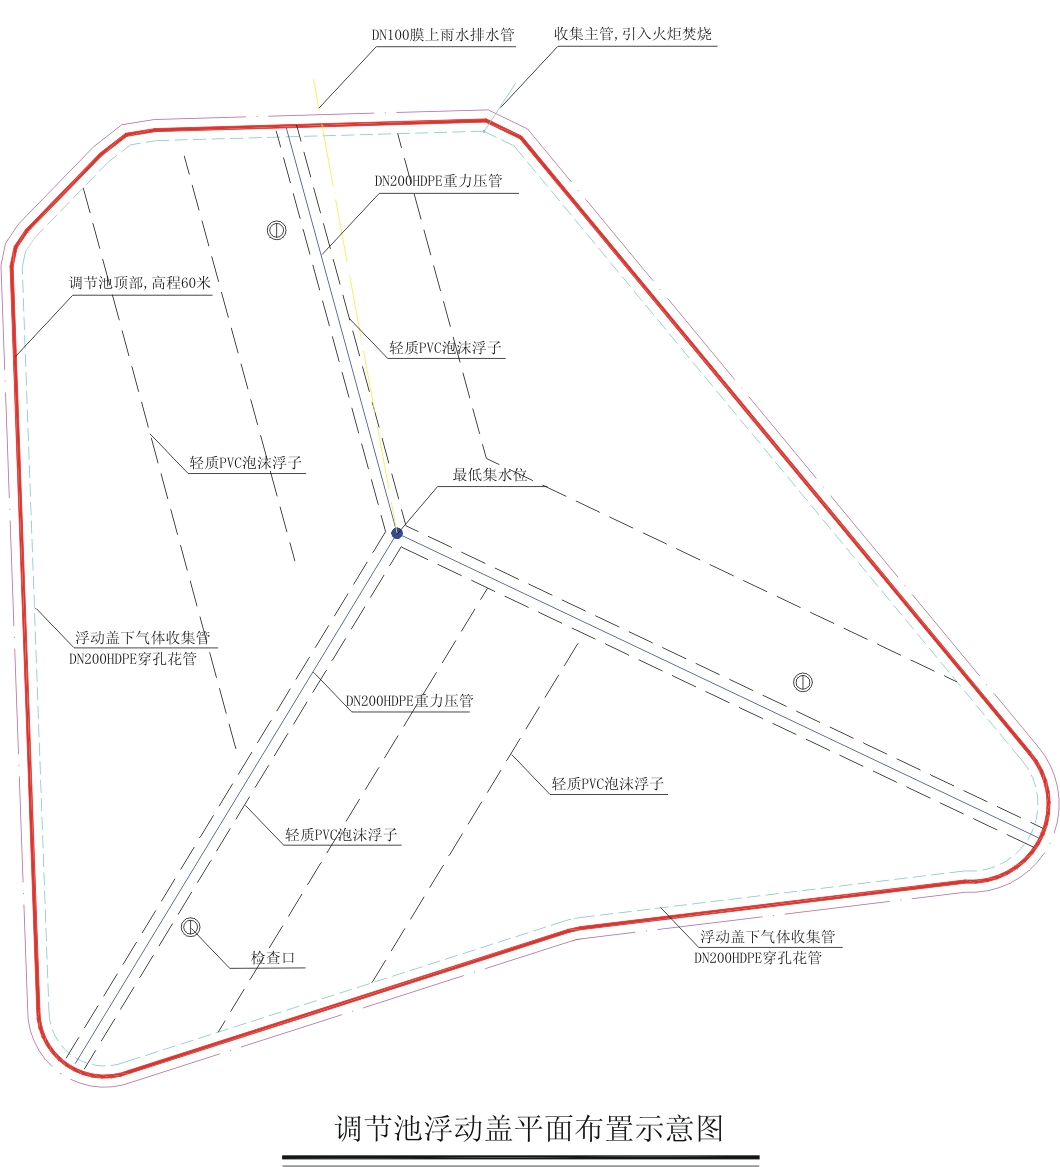 DN100膜上雨水排水管
收集主管,引入火炬焚烧
DN200HDPE重力压管
调节池顶部,高程60米
轻质PVC泡沫浮子
轻质PVC泡沫浮子
最低集水位
浮动盖下气体收集管
DN200HDPE穿孔花管
DN200HDPE重力压管
轻质PVC泡沫浮子
轻质PVC泡沫浮子
浮动盖下气体收集管
DN200HDPE穿孔花管
检查口
调节池浮动盖平面布置示意图